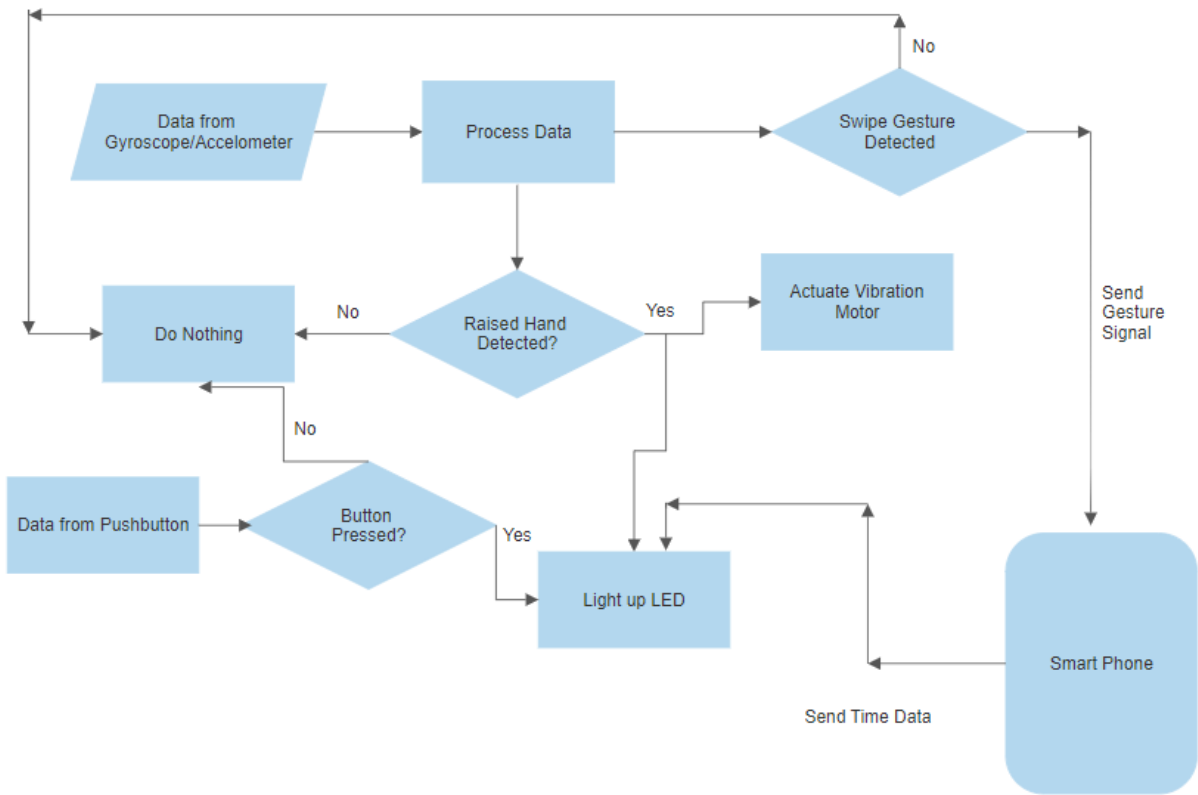 No
Data from
Gyroscope/Accelometer
Process Data
Swipe Gesture
Detected
Do Nothing
No
Raised Hand
Detected?
Yes
Actuate Vibration
Motor
Send
Gesture
Signal
No
Data from Pushbutton
Button
Pressed?
Yes
Light up LED
Smart Phone
Send Time Data